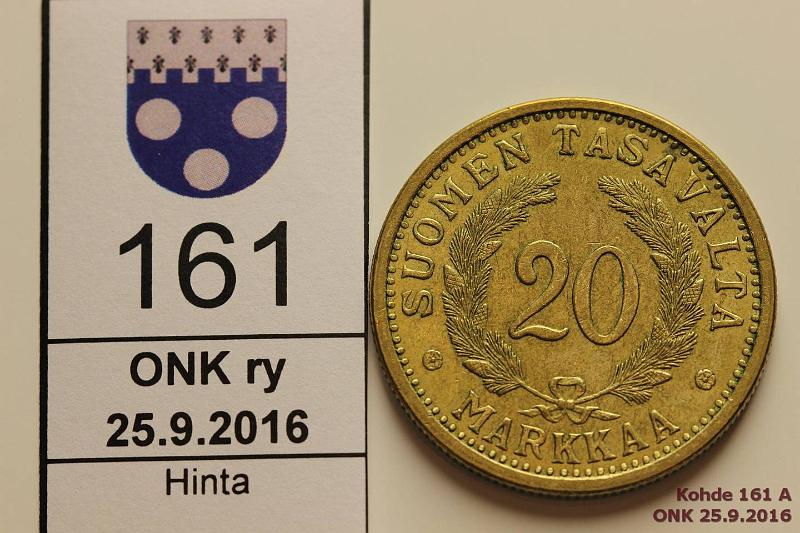 161
ONK ry
25.9.2016
Hinta
SUOMEN TASAVALTA
20
MARKKAA
Kohde 161 A
ONK 25.9.2016